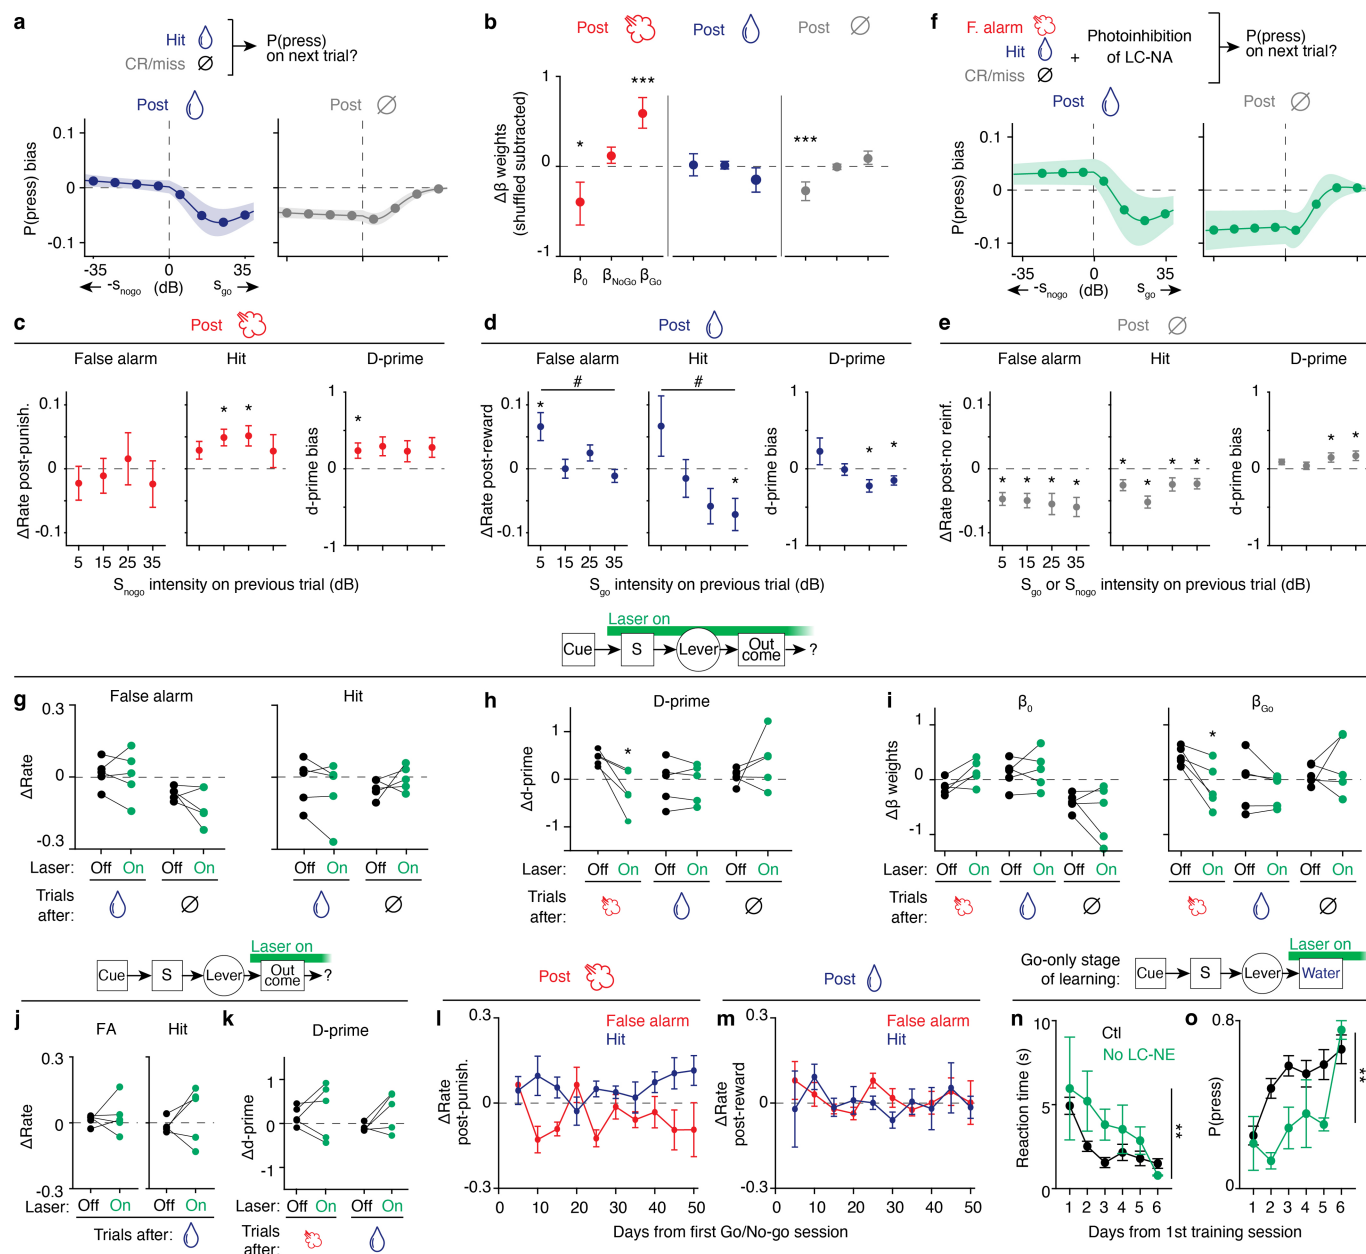 a
Hit
CR/miss
P(press)
on next trial?
Post
Post
P(press) bias
0.1
0
-0.1
-35 0 35
-s_nogo (dB) s_go
b
Post Post Post
Δβ weights
(shuffled subtracted)
1
0
-1
* *** ***
β0 βNoGo βGo
f
F. alarm
Hit
CR/miss
+
Photoinhibition
of LC-NA
P(press)
on next trial?
Post
Post
P(press) bias
0.1
0
-0.1
-35 0 35
-s_nogo (dB) s_go
c
Post
False alarm Hit D-prime
ΔRate post-punish.
0.1
0
-0.1
* *
d-prime bias
1
-1
*
5 15 25 35
S_nogo intensity on previous trial (dB)
d
Post
False alarm Hit D-prime
# #
ΔRate post-reward
0.1
0
-0.1
* *
d-prime bias
1
0
-1
* *
5 15 25 35
S_go intensity on previous trial (dB)
e
Post
False alarm Hit D-prime
ΔRate post-no reinf.
0.1
0
-0.1
* * * *
* * * *
d-prime bias
1
0
-1
* *
5 15 25 35
S_go or S_nogo intensity on previous trial (dB)
Laser on
Cue S Lever Out
come ?
g
False alarm Hit
ΔRate
0.3
0
-0.3
Laser: Off On Off On Off On Off On
Trials
after:
h
D-prime
Δd-prime
1
0
-1
*
Laser: Off On Off On Off On
Trials
after:
i
β0 βGo
Δβ weights
1
0
-1
*
Laser: Off On Off On Off On Off On Off On Off On
Trials
after:
Laser on
Cue S Lever Out
come ?
j
FA Hit
ΔRate
0.3
0
-0.3
Laser: Off On Off On
Trials after:
k
D-prime
Δd-prime
1
0
-1
Off On Off On
Trials
after:
l
Post
False alarm
Hit
ΔRate
post-punish.
0.3
0
-0.3
0 10 20 30 40 50
m
Post
False alarm
Hit
ΔRate
post-reward
0.3
0
-0.3
0 10 20 30 40 50
Days from first Go/No-go session
Go-only stage
of learning:
Laser on
Cue S Lever Water
n
Ctl
No LC-NE
Reaction time (s)
10
5
0
**
1 2 3 4 5 6
o
P(press)
0.8
0
**
1 2 3 4 5 6
Days from 1st training session